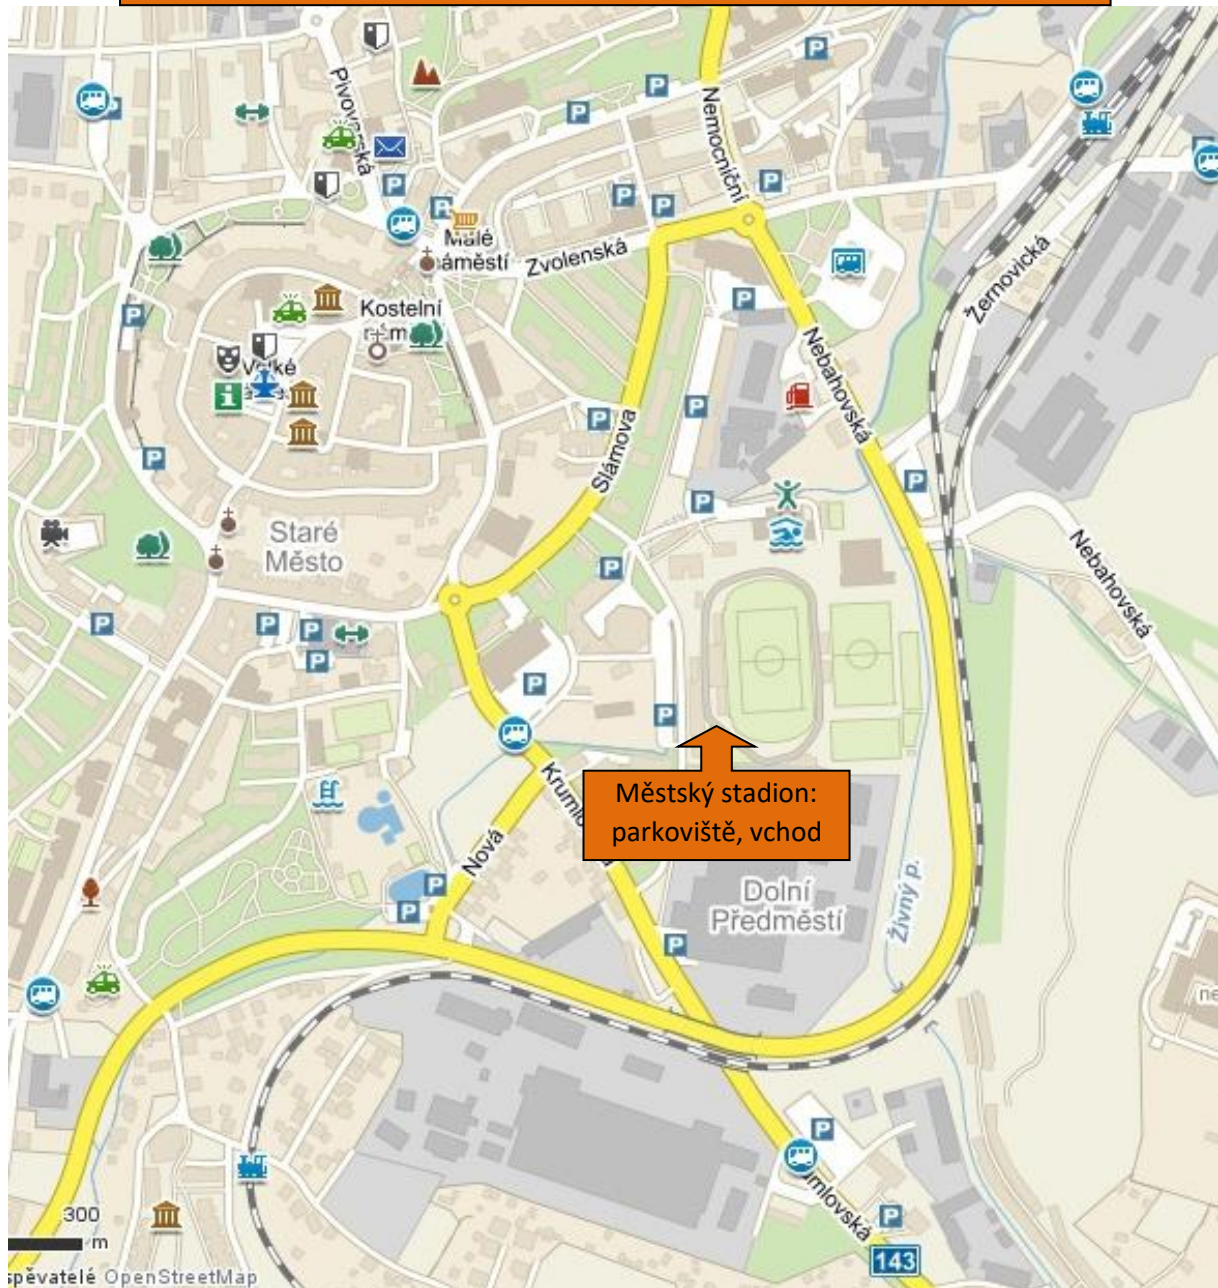 Pivovarská
Nemocniční
Malé
náměstí
Zvolenská
Žernovická
Kostelní
Velké
Nebahovská
Slámova
Staré
Město
Nebahovská
Městský stadion:
parkoviště, vchod
Nová
Dolní
Předměstí
Živný p.
300
m
143
OpenStreetMap